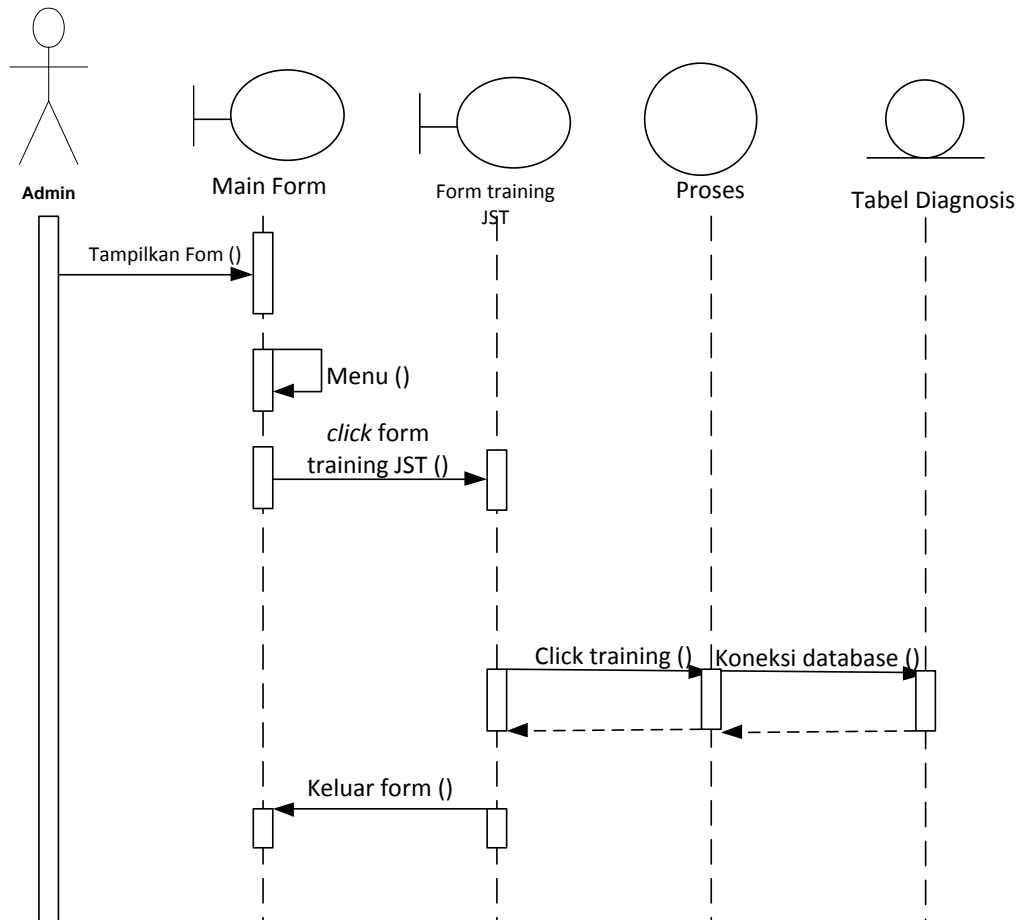 Admin
Main Form
Form training
JST
Proses
Tabel Diagnosis
Tampilkan Fom ()
Menu ()
click form
training JST ()
Click training ()
Koneksi database ()
Keluar form ()